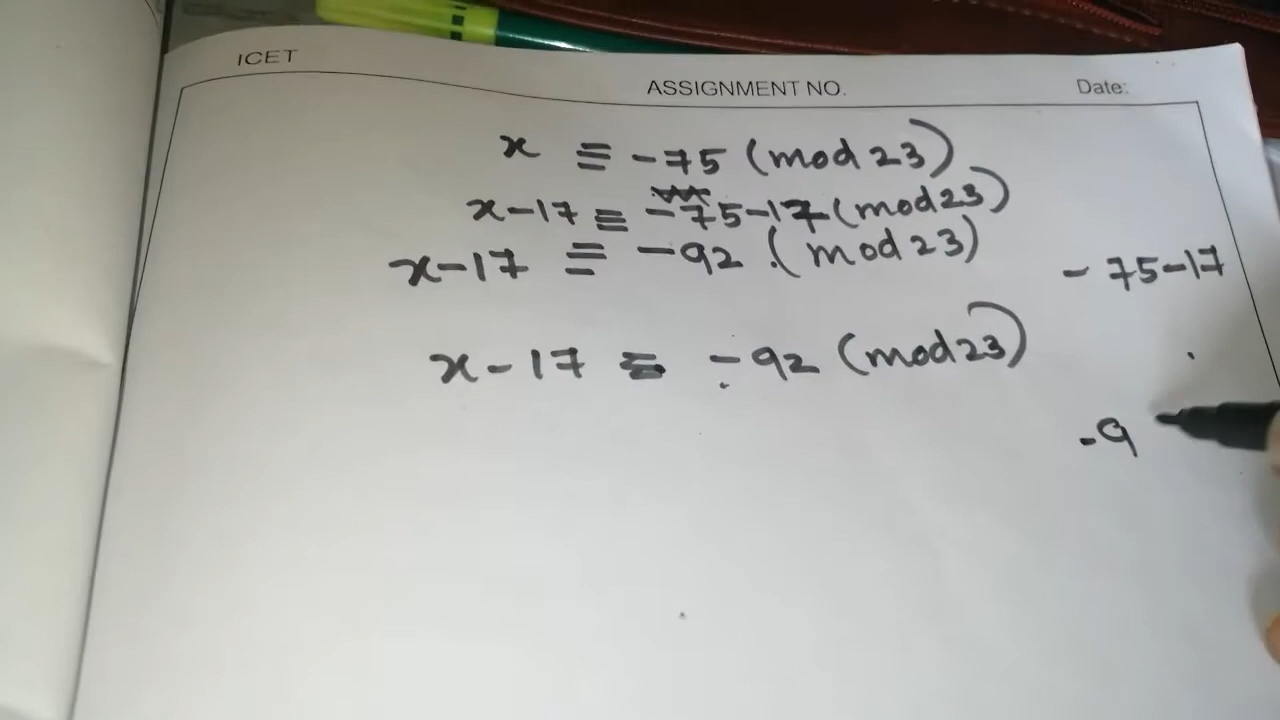 ICET
ASSIGNMENT NO.
Date:
x ≡ -75 (mod 23)
x-17 ≡ -75-17 (mod 23)
x-17 ≡ -92 (mod 23)
- 75-17
x-17 ≡ -92 (mod 23)
-9